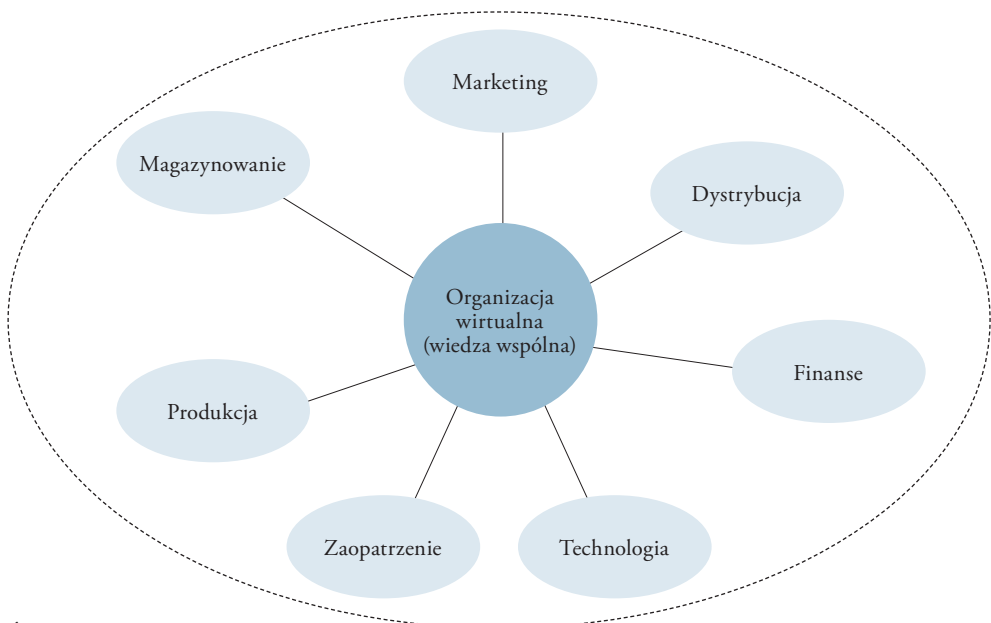 Marketing
Magazynowanie
Dystrybucja
Organizacja
wirtualna
(wiedza wspólna)
Finanse
Produkcja
Zaopatrzenie
Technologia